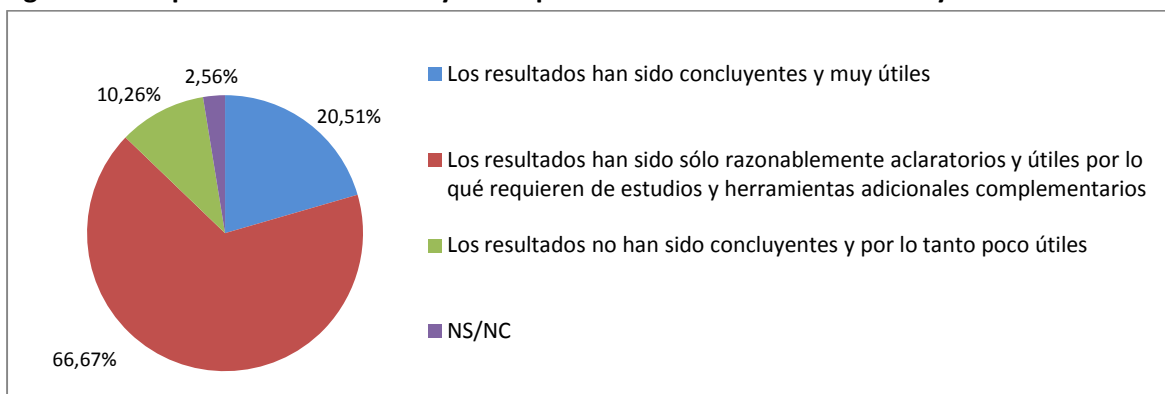 2,56%
10,26%
20,51%
66,67%
Los resultados han sido concluyentes y muy útiles
Los resultados han sido sólo razonablemente aclaratorios y útiles por lo
qué requieren de estudios y herramientas adicionales complementarios
Los resultados no han sido concluyentes y por lo tanto poco útiles
NS/NC